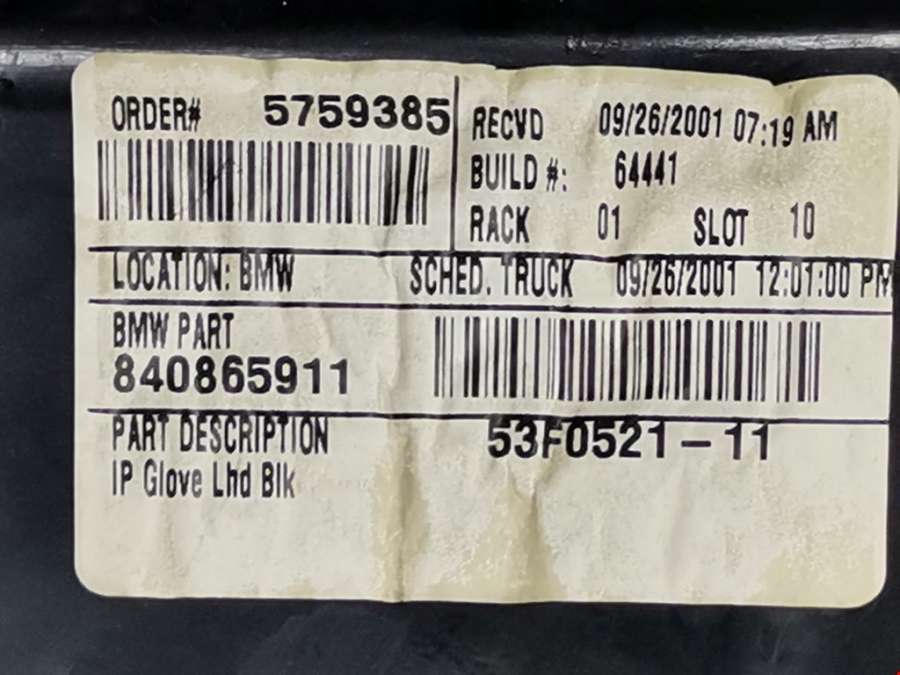 ORDER# 5759385
RECVD 09/26/2001 07:19 AM
BUILD #: 64441
RACK 01 SLOT 10
LOCATION: BMW SCHED. TRUCK 09/26/2001 12:01:00 PM
BMW PART
840865911
PART DESCRIPTION 53F0521-11
IP Glove Lhd Blk